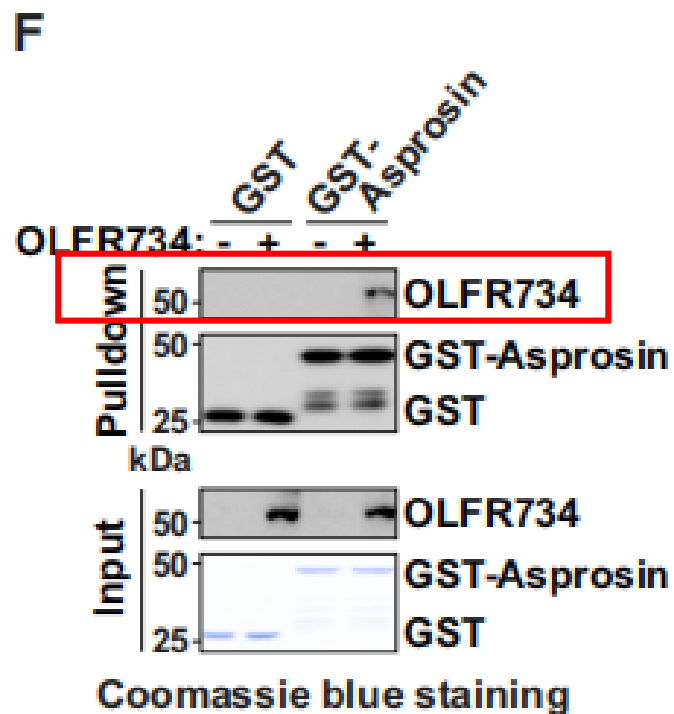 F
GST
GST-
Asprosin
OLFR734: - + - +
Pulldown
50 OLFR734
50 GST-Asprosin
25 GST
kDa
Input
50 OLFR734
50 GST-Asprosin
25 GST
Coomassie blue staining